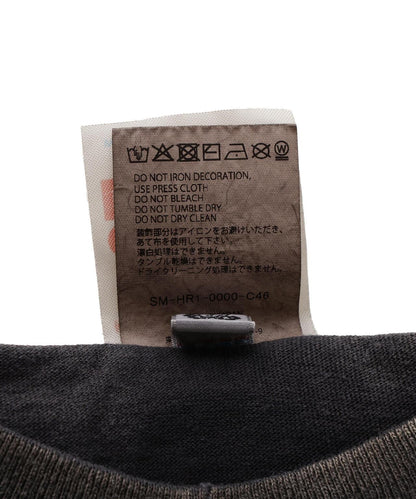 DO NOT IRON DECORATION,
USE PRESS CLOTH
DO NOT BLEACH
DO NOT TUMBLE DRY
DO NOT DRY CLEAN
装飾部分はアイロンをお避けいただき、
あて布を使用して下さい。
漂白処理はできません。
タンブル乾燥はできません。
ドライクリーニング処理はできません。
SM-HR1-0000-C46